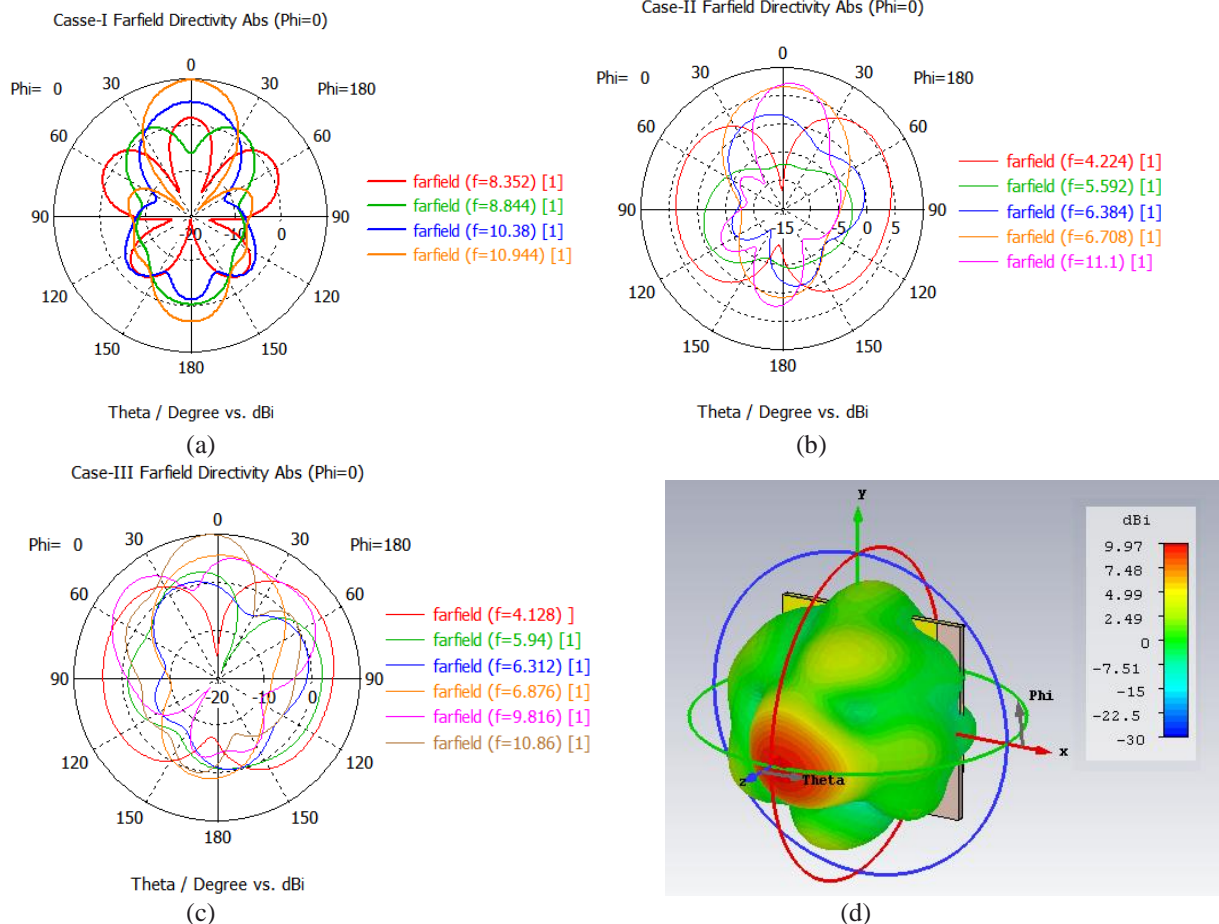 Casse-I Farfield Directivity Abs (Phi=0)
0
Phi= 0 30 30 Phi=180
60 60
90 -20 -10 0 90
120 120
150 150
180
Theta / Degree vs. dBi
farfield (f=8.352) [1]
farfield (f=8.844) [1]
farfield (f=10.38) [1]
farfield (f=10.944) [1]
(a)
Case-II Farfield Directivity Abs (Phi=0)
0
Phi= 0 30 30 Phi=180
60 60
90 -15 -5 0 5 90
120 120
150 150
180
Theta / Degree vs. dBi
farfield (f=4.224) [1]
farfield (f=5.592) [1]
farfield (f=6.384) [1]
farfield (f=6.708) [1]
farfield (f=11.1) [1]
(b)
Case-III Farfield Directivity Abs (Phi=0)
0
Phi= 0 30 30 Phi=180
60 60
90 -20 -10 0 90
120 120
150 150
180
Theta / Degree vs. dBi
farfield (f=4.128) ]
farfield (f=5.94) [1]
farfield (f=6.312) [1]
farfield (f=6.876) [1]
farfield (f=9.816) [1]
farfield (f=10.86) [1]
(c)
y
Phi
x
z
Theta
dBi
9.97
7.48
4.99
2.49
0
-7.51
-15
-22.5
-30
(d)